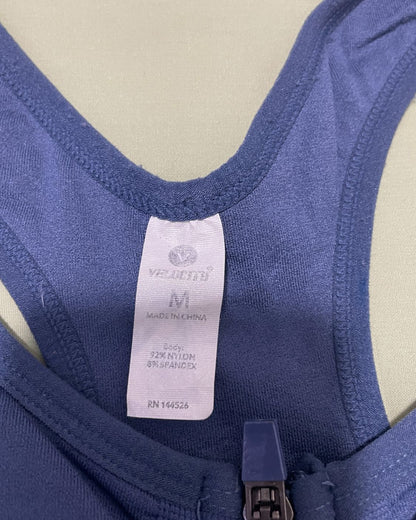 VELOCITY
M
MADE IN CHINA
Body:
92% NYLON
8% SPANDEX
RN 144526